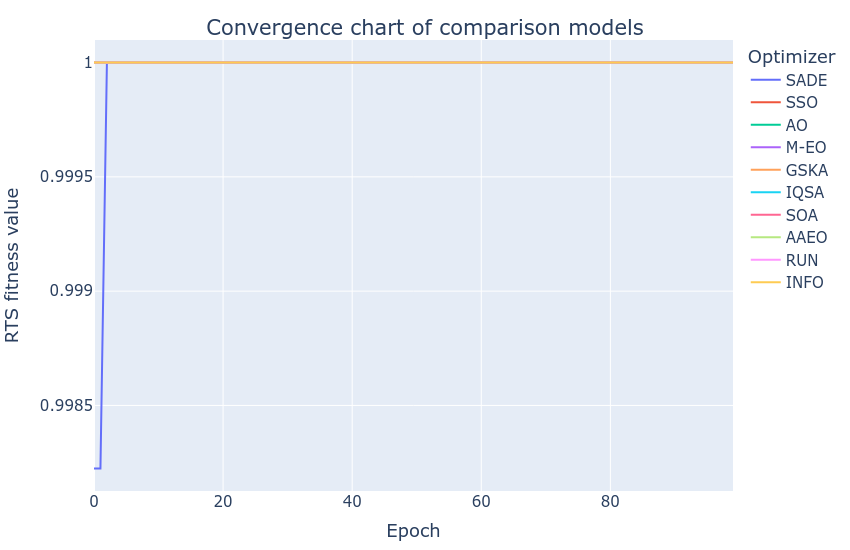 Convergence chart of comparison models
RTS fitness value
1
0.9995
0.999
0.9985
0
20
40
60
80
Epoch
Optimizer
SADE
SSO
AO
M-EO
GSKA
IQSA
SOA
AAEO
RUN
INFO